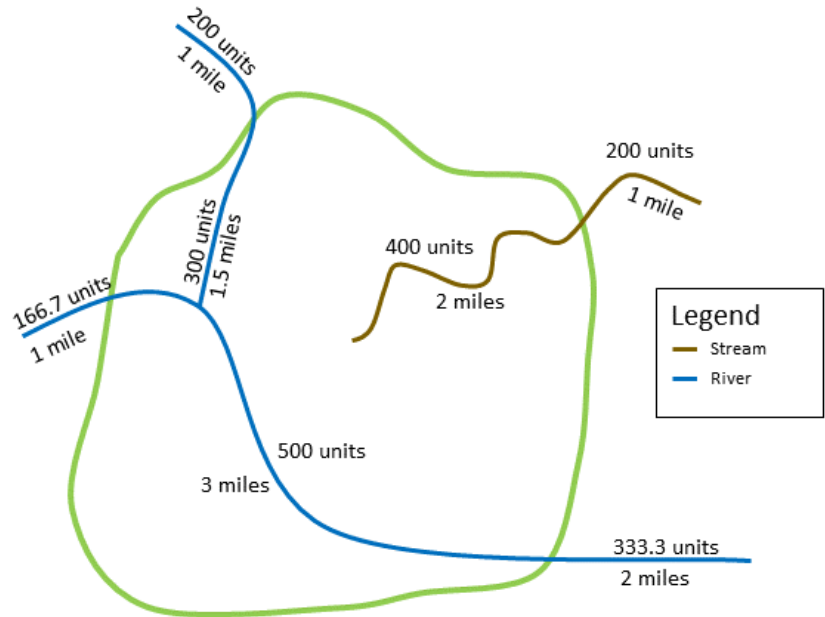 200 units
1 mile
200 units
1 mile
300 units
1.5 miles
400 units
2 miles
166.7 units
1 mile
Legend
Stream
River
500 units
3 miles
333.3 units
2 miles